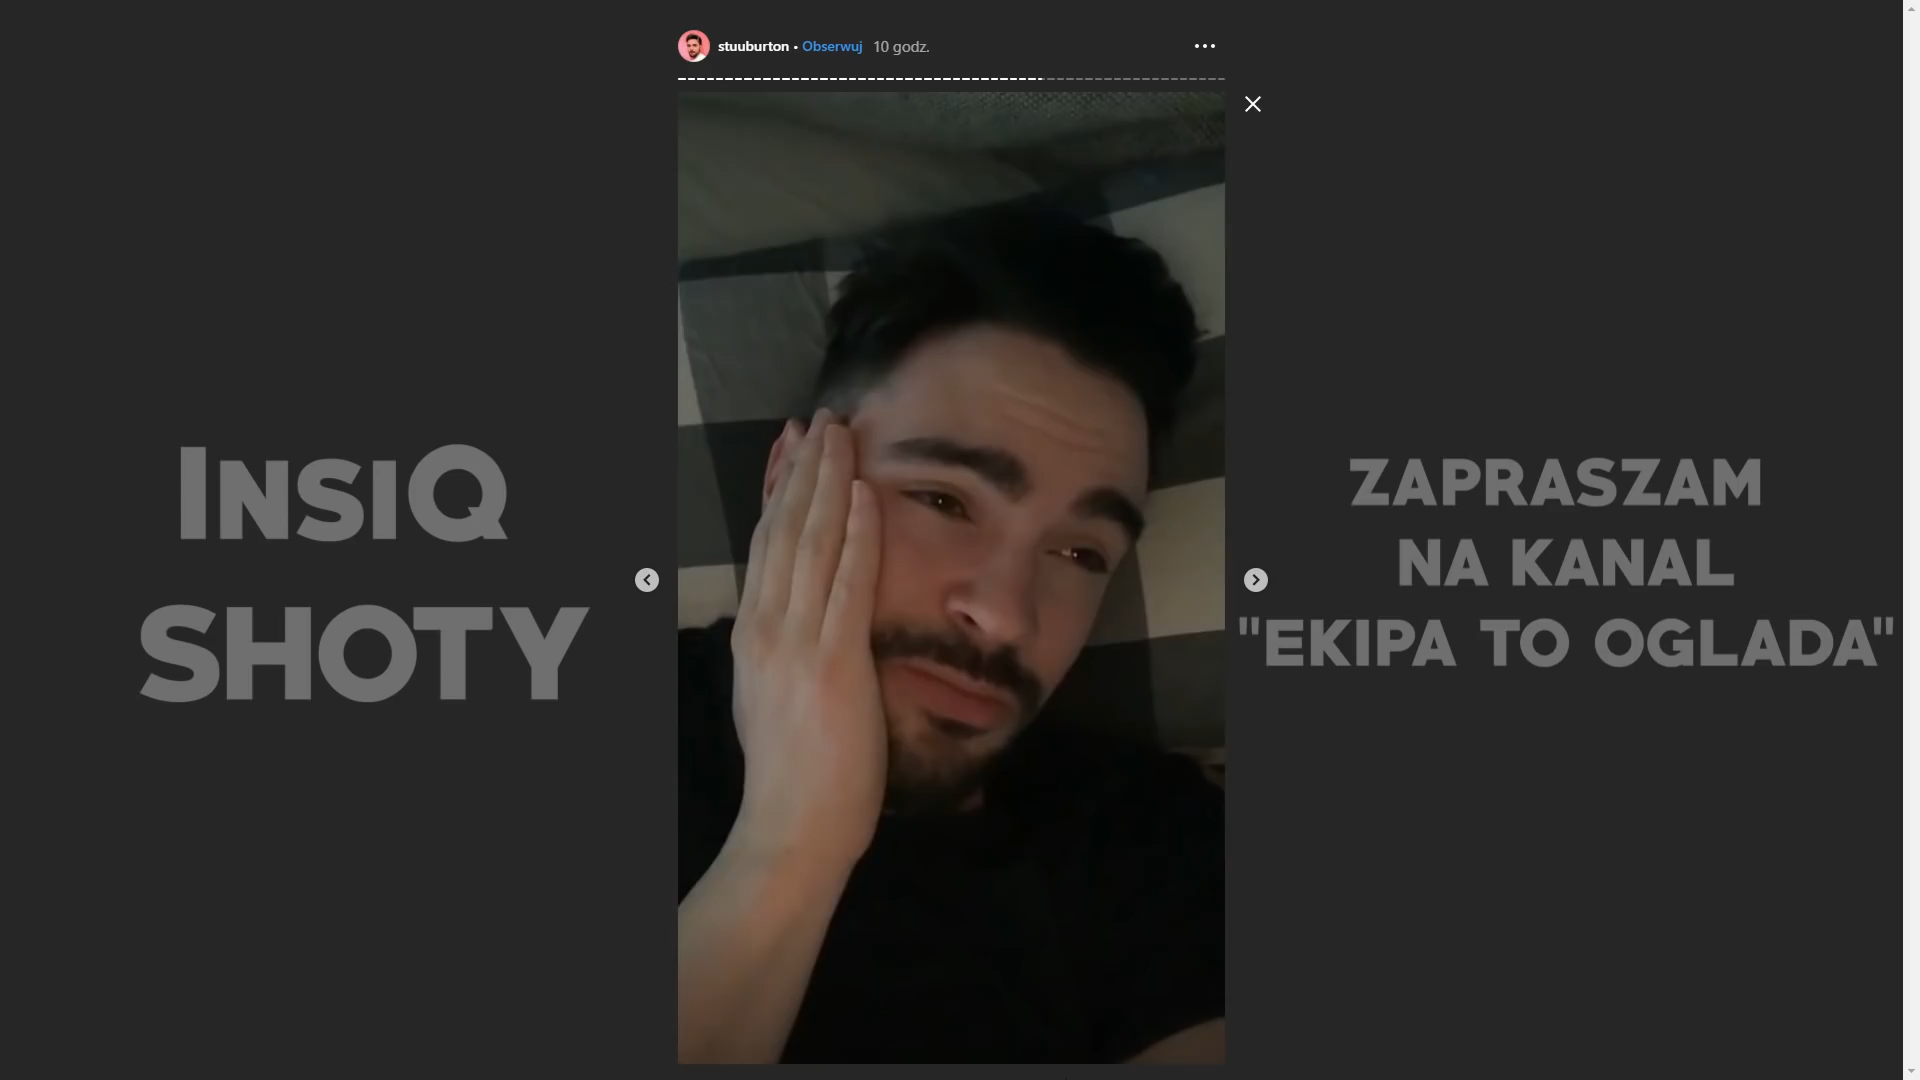 stuuburton • Obserwuj 10 godz.
INSIQ
SHOTY
ZAPRASZAM
NA KANAL
"EKIPA TO OGLADA"